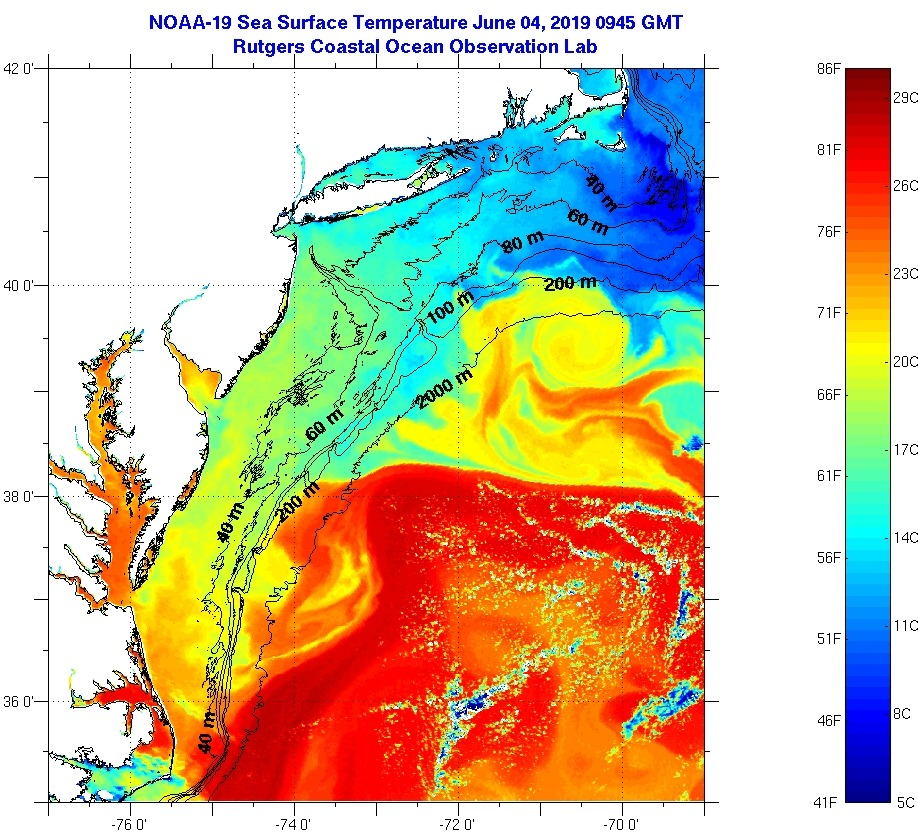 NOAA-19 Sea Surface Temperature June 04, 2019 0945 GMT
Rutgers Coastal Ocean Observation Lab
42 0'
40 0'
38 0'
36 0'
-76 0'
-74 0'
-72 0'
-70 0'
40 m
60 m
80 m
200 m
100 m
2000 m
60 m
200 m
40 m
40 m
86F
81F
76F
71F
66F
61F
56F
51F
46F
41F
29C
26C
23C
20C
17C
14C
11C
8C
5C